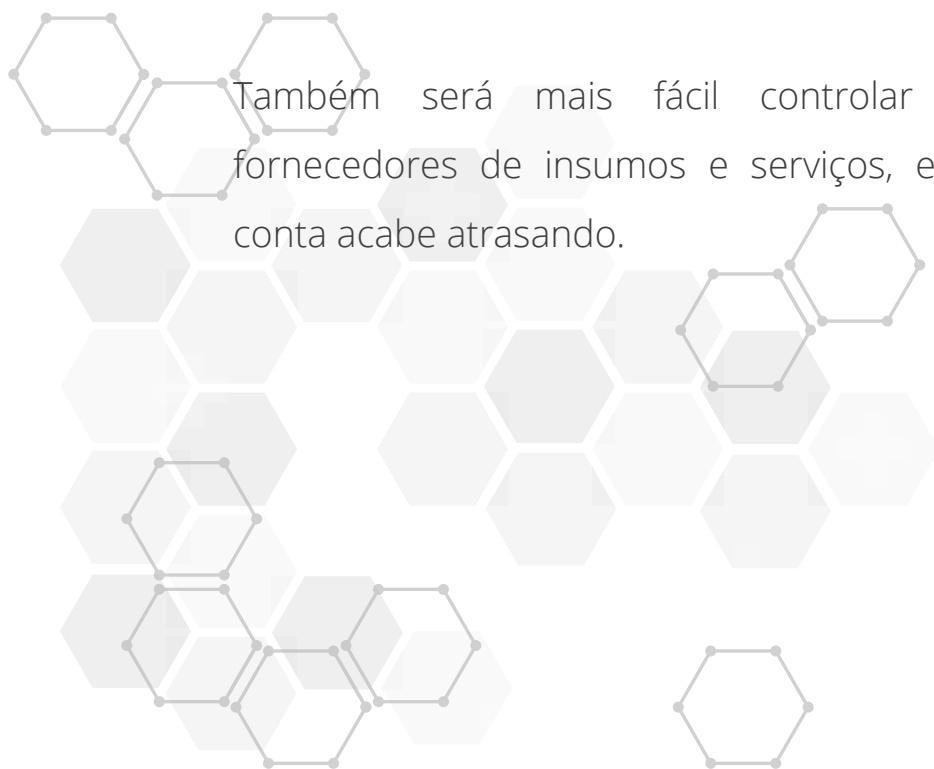 Também será mais fácil controlar
fornecedores de insumos e serviços, e
conta acabe atrasando.